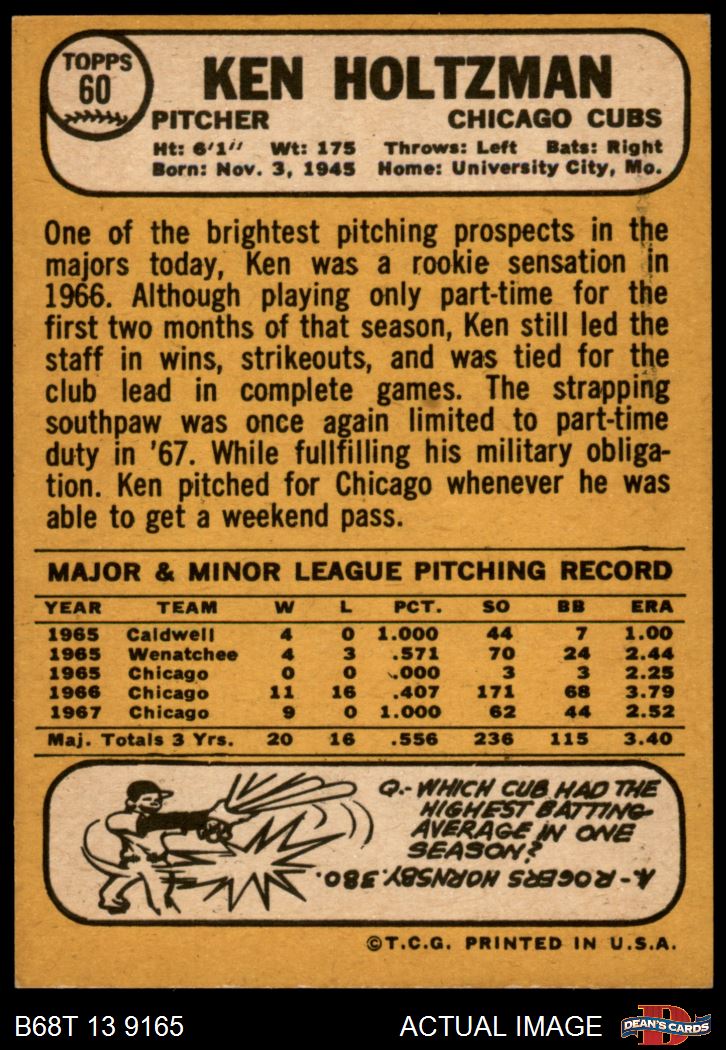 TOPPS
60
KEN HOLTZMAN
PITCHER CHICAGO CUBS
Ht: 6'1" Wt: 175 Throws: Left Bats: Right
Born: Nov. 3, 1945 Home: University City, Mo.
One of the brightest pitching prospects in the
majors today, Ken was a rookie sensation in
1966. Although playing only part-time for the
first two months of that season, Ken still led the
staff in wins, strikeouts, and was tied for the
club lead in complete games. The strapping
southpaw was once again limited to part-time
duty in '67. While fullfilling his military obliga-
tion. Ken pitched for Chicago whenever he was
able to get a weekend pass.
MAJOR & MINOR LEAGUE PITCHING RECORD
YEAR TEAM W L PCT. SO BB ERA
1965 Caldwell 4 0 1.000 44 7 1.00
1965 Wenatchee 4 3 .571 70 24 2.44
1965 Chicago 0 0 .000 3 3 2.25
1966 Chicago 11 16 .407 171 68 3.79
1967 Chicago 9 0 1.000 62 44 2.52
Maj. Totals 3 Yrs. 20 16 .556 236 115 3.40
Q.- WHICH CUB HAD THE
HIGHEST BATTING
AVERAGE IN ONE
SEASON?
A.- ROGERS HORNSBY .380.
©T.C.G. PRINTED IN U.S.A.
B68T 13 9165 ACTUAL IMAGE DEAN'S CARDS